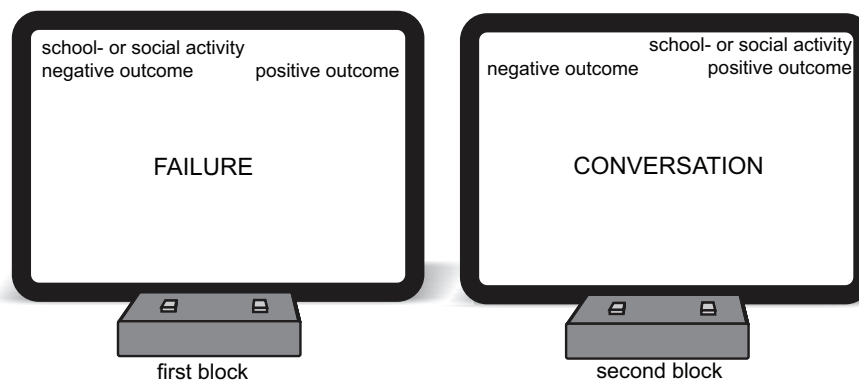 school- or social activity
negative outcome positive outcome
FAILURE
first block
school- or social activity
negative outcome positive outcome
CONVERSATION
second block